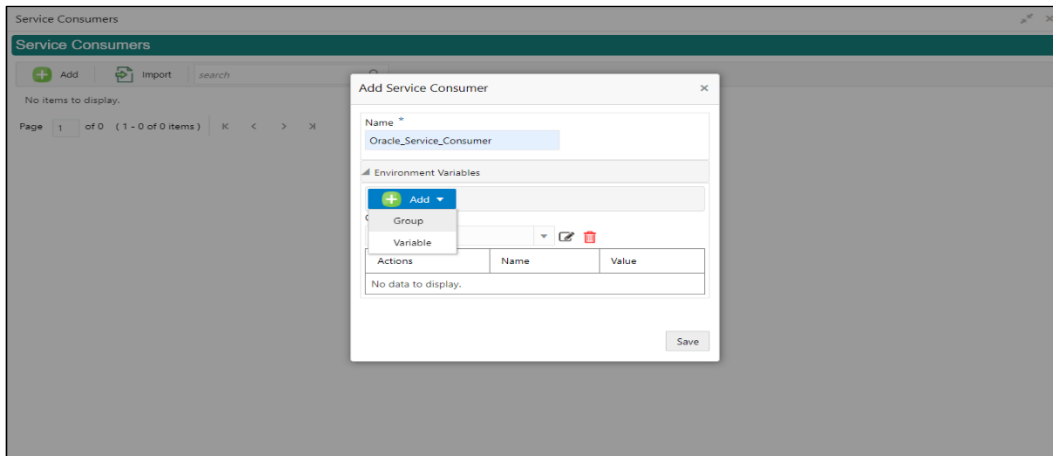 Service Consumers
Service Consumers
Add Import search
No items to display.
Page 1 of 0 (1 - 0 of 0 items)
Add Service Consumer
Name *
Oracle_Service_Consumer
Environment Variables
Add
Group
Variable
Actions Name Value
No data to display.
Save